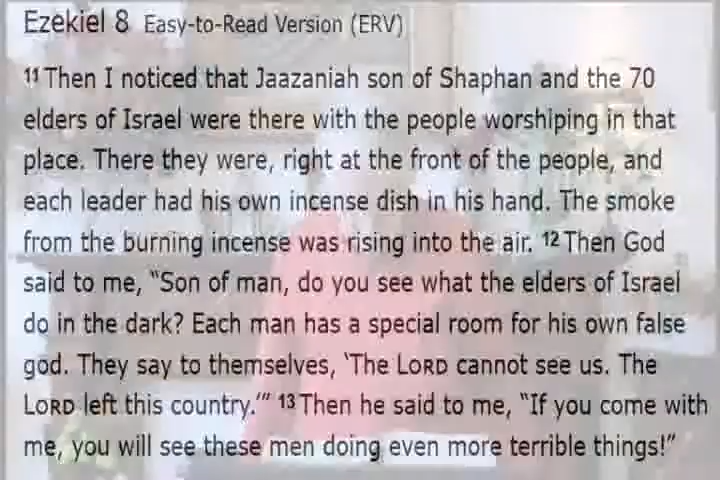 Ezekiel 8 Easy-to-Read Version (ERV)
11 Then I noticed that Jaazaniah son of Shaphan and the 70
elders of Israel were there with the people worshiping in that
place. There they were, right at the front of the people, and
each leader had his own incense dish in his hand. The smoke
from the burning incense was rising into the air. 12 Then God
said to me, “Son of man, do you see what the elders of Israel
do in the dark? Each man has a special room for his own false
god. They say to themselves, ‘The LORD cannot see us. The
LORD left this country.’” 13 Then he said to me, “If you come with
me, you will see these men doing even more terrible things!”